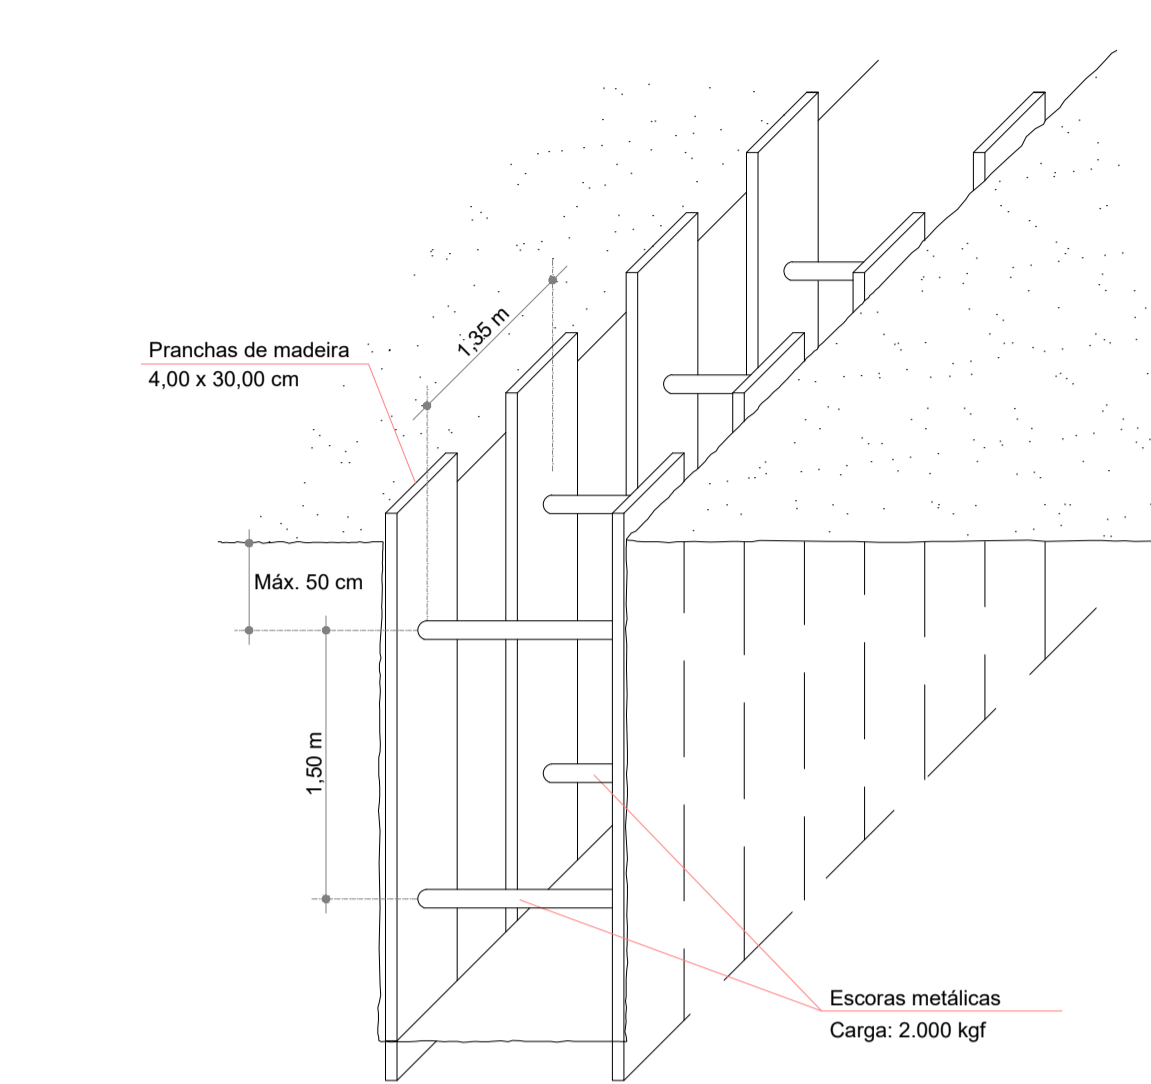 1,35 m
Pranchas de madeira
4,00 x 30,00 cm
Máx. 50 cm
1,50 m
Escoras metálicas
Carga: 2.000 kgf